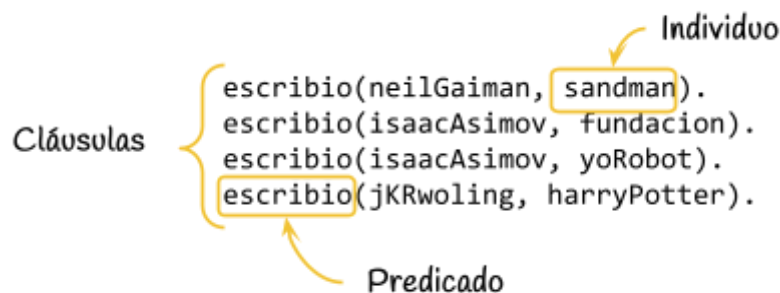 Individuo
escribio(neilGaiman, sandman).
escribio(isaacAsimov, fundacion).
Cláusulas
escribio(isaacAsimov, yoRobot).
escribio(jKRwoling, harryPotter).
Predicado